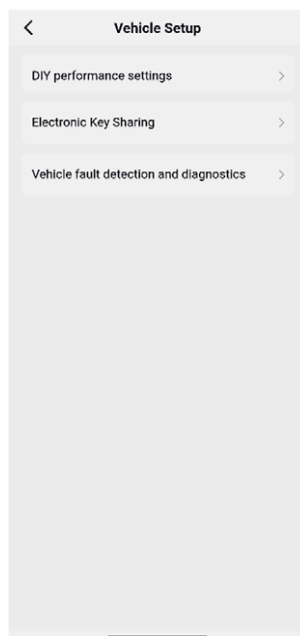 Vehicle Setup
DIY performance settings
Electronic Key Sharing
Vehicle fault detection and diagnostics